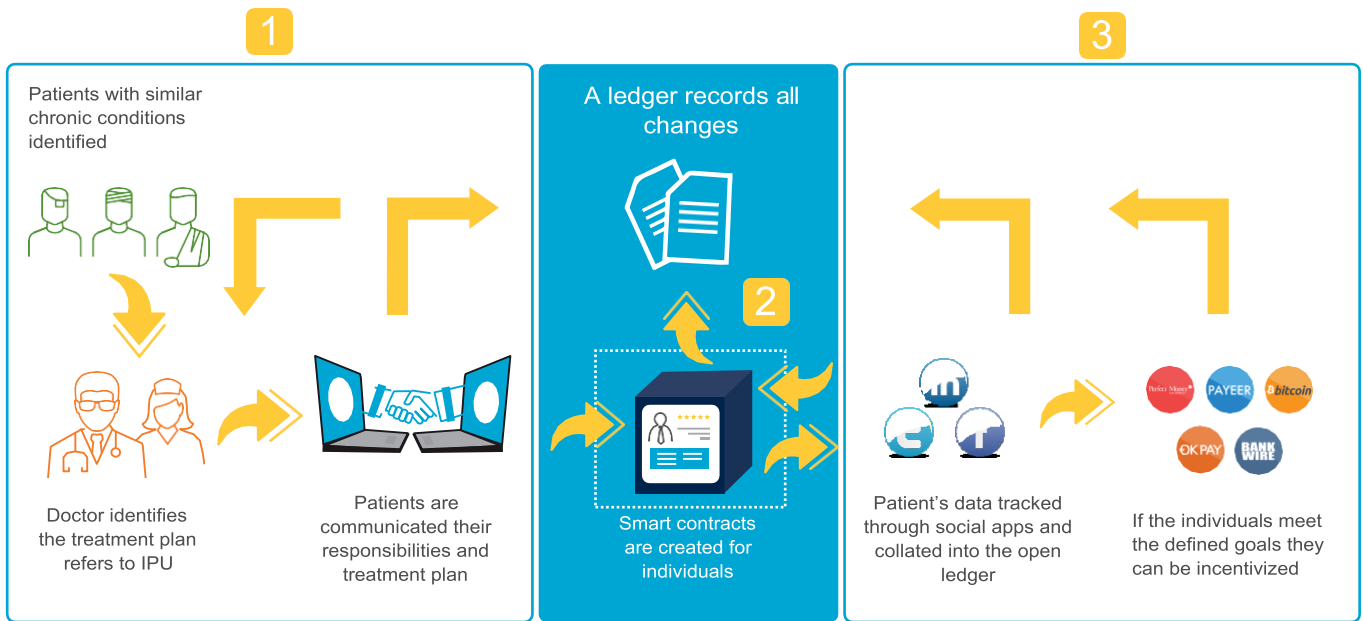 1
Patients with similar
chronic conditions
identified
Doctor identifies
the treatment plan
refers to IPU
Patients are
communicated their
responsibilities and
treatment plan
A ledger records all
changes
2
Smart contracts
are created for
individuals
3
Patient's data tracked
through social apps and
collated into the open
ledger
Perfect Money
PAYEER
bitcoin
OKPAY
BANK
WIRE
If the individuals meet
the defined goals they
can be incentivized